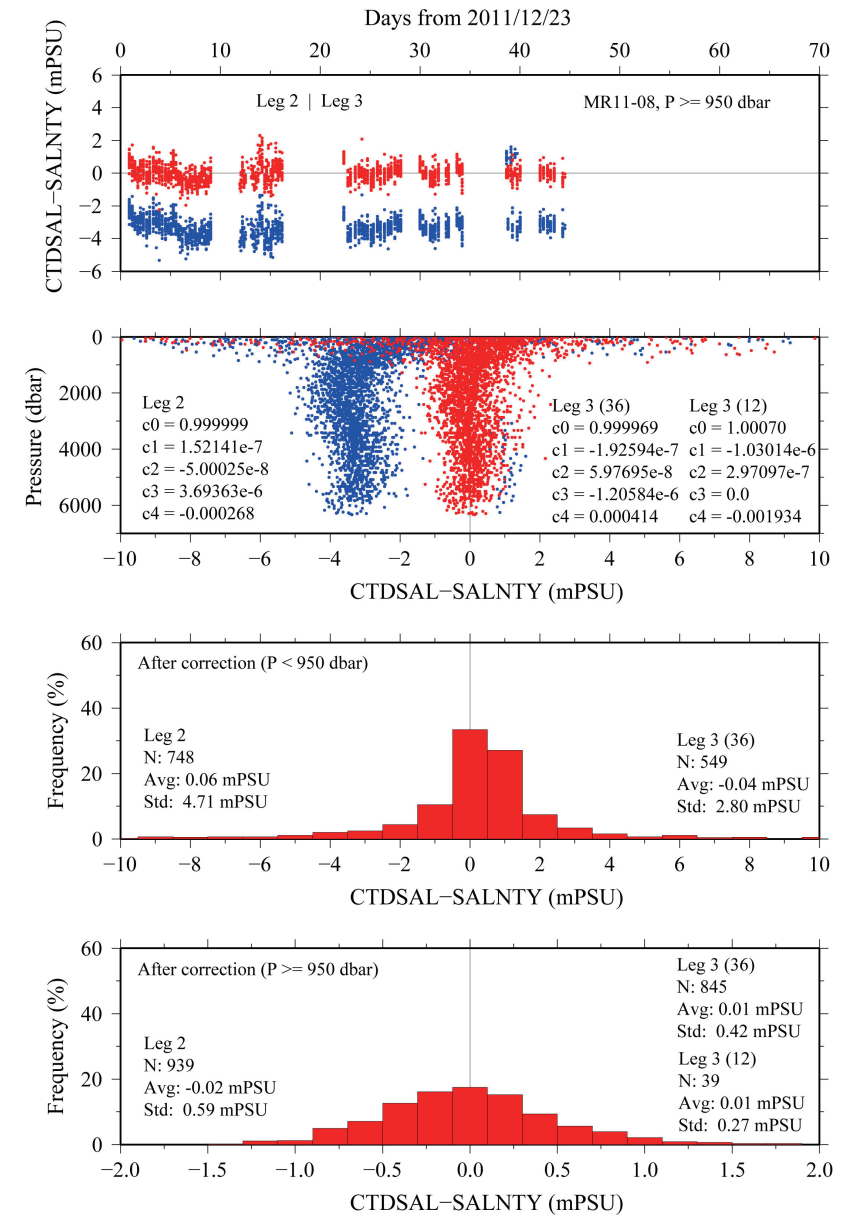 Days from 2011/12/23
0 10 20 30 40 50 60 70
CTDSAL−SALNTY (mPSU)
6
4
2
0
−2
−4
−6
Leg 2 | Leg 3
MR11-08, P >= 950 dbar
Pressure (dbar)
0
2000
4000
6000
Leg 2
c0 = 0.999999
c1 = 1.52141e-7
c2 = -5.00025e-8
c3 = 3.69363e-6
c4 = -0.000268
Leg 3 (36)
c0 = 0.999969
c1 = -1.92594e-7
c2 = 5.97695e-8
c3 = -1.20584e-6
c4 = 0.000414
Leg 3 (12)
c0 = 1.00070
c1 = -1.03014e-6
c2 = 2.97097e-7
c3 = 0.0
c4 = -0.001934
−10 −8 −6 −4 −2 0 2 4 6 8 10
CTDSAL−SALNTY (mPSU)
Frequency (%)
60
40
20
0
After correction (P < 950 dbar)
Leg 2
N: 748
Avg: 0.06 mPSU
Std: 4.71 mPSU
Leg 3 (36)
N: 549
Avg: -0.04 mPSU
Std: 2.80 mPSU
−10 −8 −6 −4 −2 0 2 4 6 8 10
CTDSAL−SALNTY (mPSU)
Frequency (%)
60
40
20
0
After correction (P >= 950 dbar)
Leg 2
N: 939
Avg: -0.02 mPSU
Std: 0.59 mPSU
Leg 3 (36)
N: 845
Avg: 0.01 mPSU
Std: 0.42 mPSU
Leg 3 (12)
N: 39
Avg: 0.01 mPSU
Std: 0.27 mPSU
−2.0 −1.5 −1.0 −0.5 0.0 0.5 1.0 1.5 2.0
CTDSAL−SALNTY (mPSU)